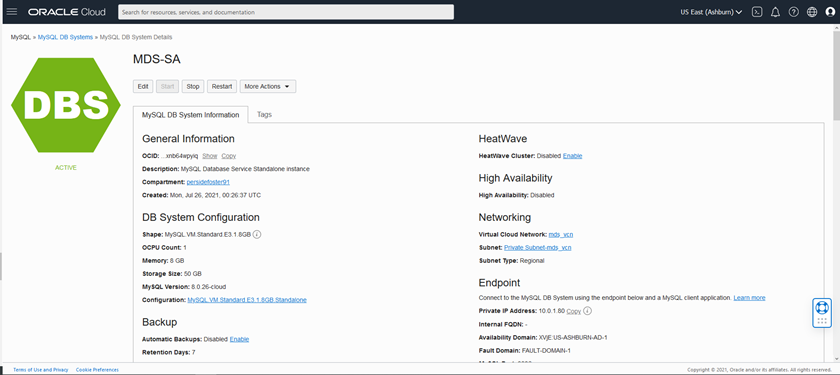 ORACLE Cloud
Search for resources, services, and documentation
US East (Ashburn)
MySQL » MySQL DB Systems » MySQL DB System Details
DBS
ACTIVE
MDS-SA
Edit Start Stop Restart More Actions
MySQL DB System Information Tags
General Information
OCID: ...xnb64wpyiq Show Copy
Description: MySQL Database Service Standalone instance
Compartment: persidefoster91
Created: Mon, Jul 26, 2021, 00:26:37 UTC
DB System Configuration
Shape: MySQL.VM.Standard.E3.1.8GB
OCPU Count: 1
Memory: 8 GB
Storage Size: 50 GB
MySQL Version: 8.0.26-cloud
Configuration: MySQL.VM.Standard.E3.1.8GB Standalone
Backup
Automatic Backups: Disabled Enable
Retention Days: 7
HeatWave
HeatWave Cluster: Disabled Enable
High Availability
High Availability: Disabled
Networking
Virtual Cloud Network: mds_vcn
Subnet: Private Subnet-mds_vcn
Subnet Type: Regional
Endpoint
Connect to the MySQL DB System using the endpoint below and a MySQL client application. Learn more
Private IP Address: 10.0.1.80 Copy
Internal FQDN: -
Availability Domain: XVjE:US-ASHBURN-AD-1
Fault Domain: FAULT-DOMAIN-1
Terms of Use and Privacy Cookie Preferences
Copyright © 2021, Oracle and/or its affiliates. All rights reserved.